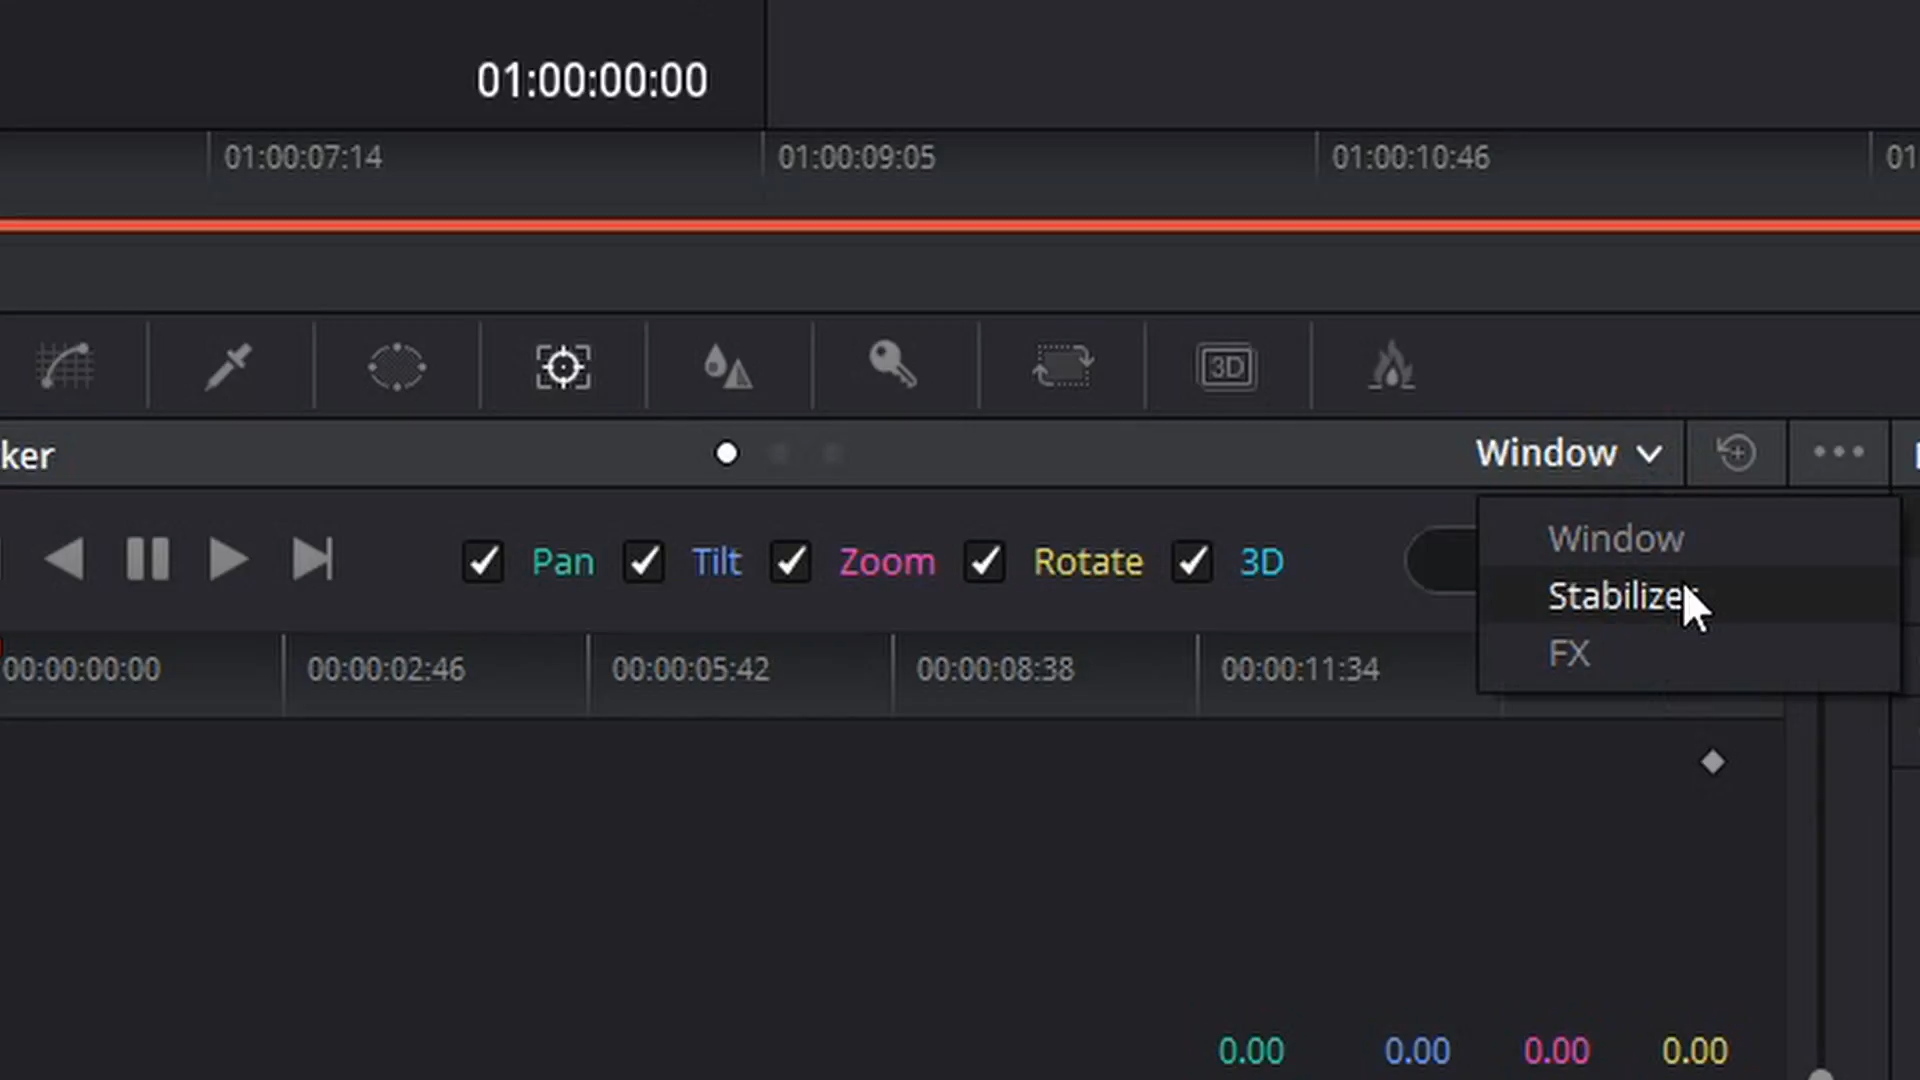 01:00:00:00
01:00:07:14 01:00:09:05 01:00:10:46 01
3D
ker Window
Window
Pan Tilt Zoom Rotate 3D
Stabilizer
FX
00:00:00:00 00:00:02:46 00:00:05:42 00:00:08:38 00:00:11:34
0.00 0.00 0.00 0.00